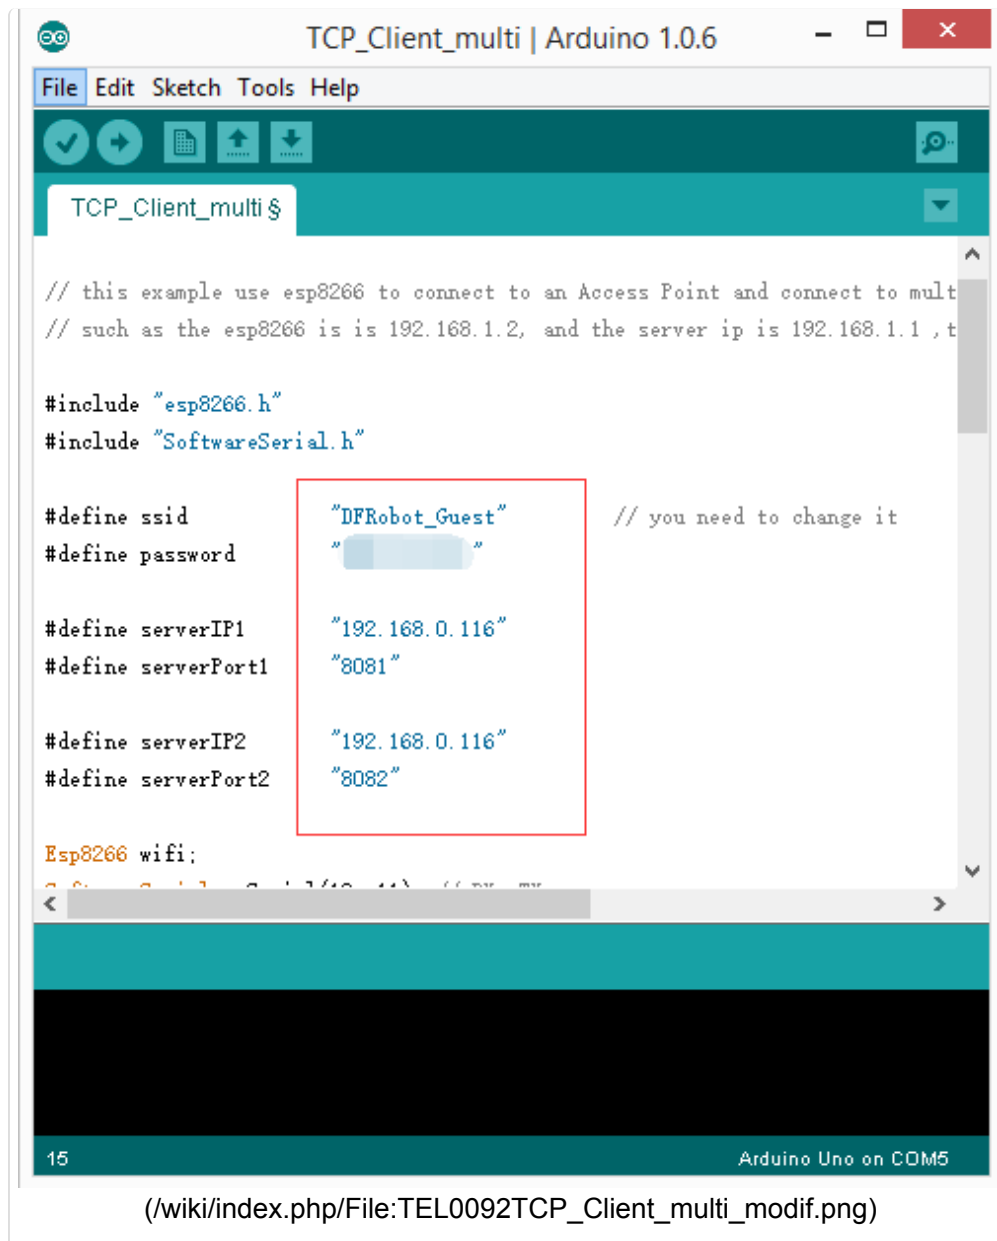 TCP_Client_multi | Arduino 1.0.6
File Edit Sketch Tools Help
TCP_Client_multi §
// this example use esp8266 to connect to an Access Point and connect to mult
// such as the esp8266 is is 192.168.1.2, and the server ip is 192.168.1.1 , t
#include "esp8266.h"
#include "SoftwareSerial.h"
#define ssid "DFRobot_Guest" // you need to change it
#define password " "
#define serverIP1 "192.168.0.116"
#define serverPort1 "8081"
#define serverIP2 "192.168.0.116"
#define serverPort2 "8082"
Esp8266 wifi;
15 Arduino Uno on COM5
(/wiki/index.php/File:TEL0092TCP_Client_multi_modif.png)